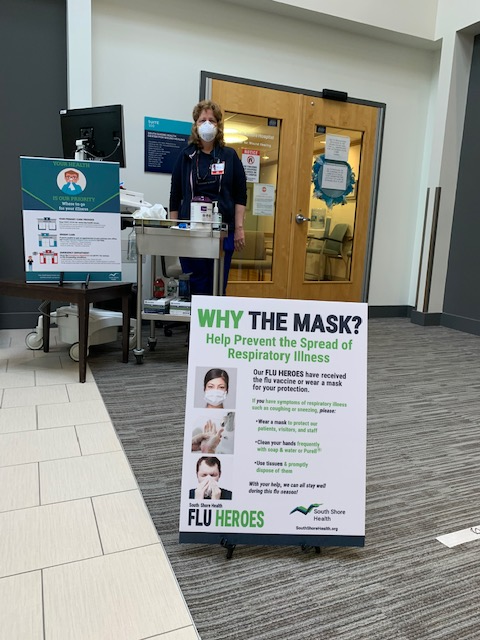 YOUR HEALTH
IS OUR PRIORITY
Where to go
for your illness
NOTICE
WHY THE MASK?
Help Prevent the Spread of
Respiratory Illness
Our FLU HEROES have received
the flu vaccine or wear a mask
for your protection.
If you have symptoms of respiratory illness
such as coughing or sneezing, please:
•Wear a mask to protect our
patients, visitors, and staff
•Clean your hands frequently
with soap & water or Purell®
•Use tissues & promptly
dispose of them
With your help, we can all stay well
during this flu season!
South Shore Health
FLU HEROES
South Shore
Health
SouthShoreHealth.org